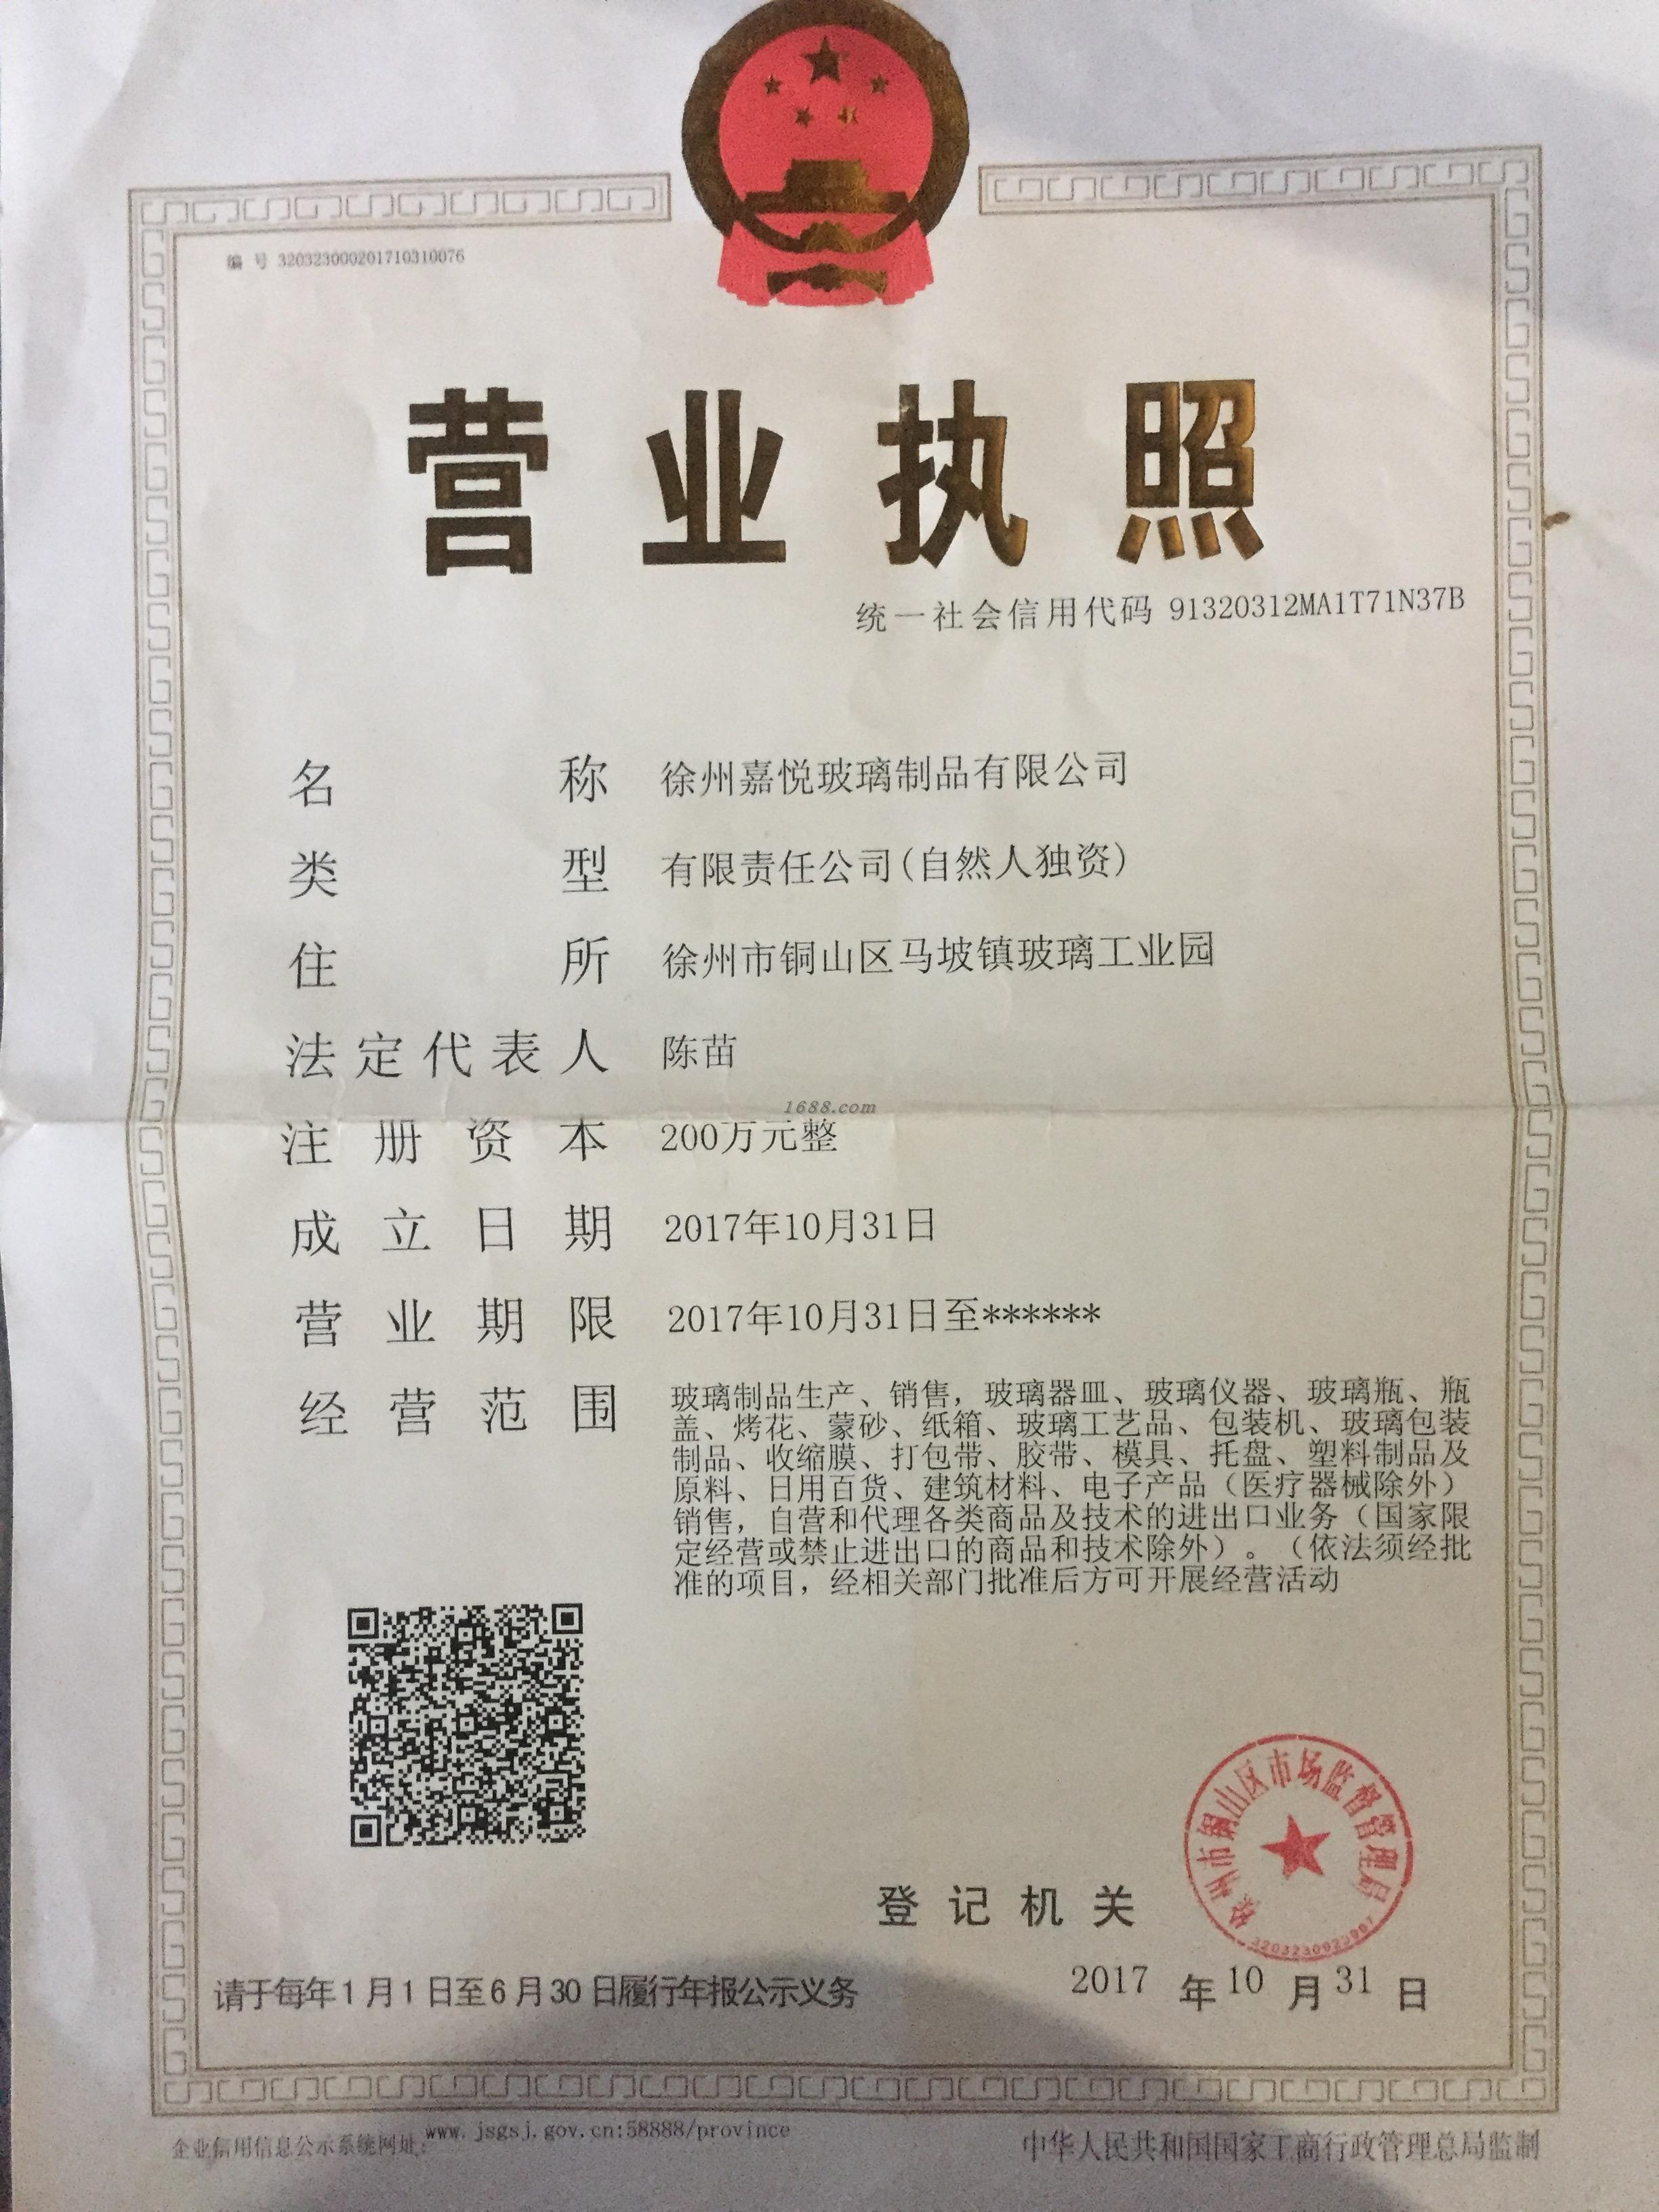 编 号 320323000201710310076
营业执照
统一社会信用代码 91320312MA1T71N37B
名称 徐州嘉悦玻璃制品有限公司
类型 有限责任公司(自然人独资)
住所 徐州市铜山区马坡镇玻璃工业园
法定代表人 陈苗
1688.com
注册资本 200万元整
成立日期 2017年10月31日
营业期限 2017年10月31日至******
经营范围 玻璃制品生产、销售，玻璃器皿、玻璃仪器、玻璃瓶、瓶
盖、烤花、蒙砂、纸箱、玻璃工艺品、包装机、玻璃包装
制品、收缩膜、打包带、胶带、模具、托盘、塑料制品及
原料、日用百货、建筑材料、电子产品（医疗器械除外）
销售，自营和代理各类商品及技术的进出口业务（国家限
定经营或禁止进出口的商品和技术除外）。（依法须经批
准的项目，经相关部门批准后方可开展经营活动
徐州市铜山区市场监督管理局
登记机关
2017 年 10 月 31 日
请于每年1月1日至6月30日履行年报公示义务
企业信用信息公示系统网址: www.jsgsj.gov.cn:58888/province
中华人民共和国国家工商行政管理总局监制